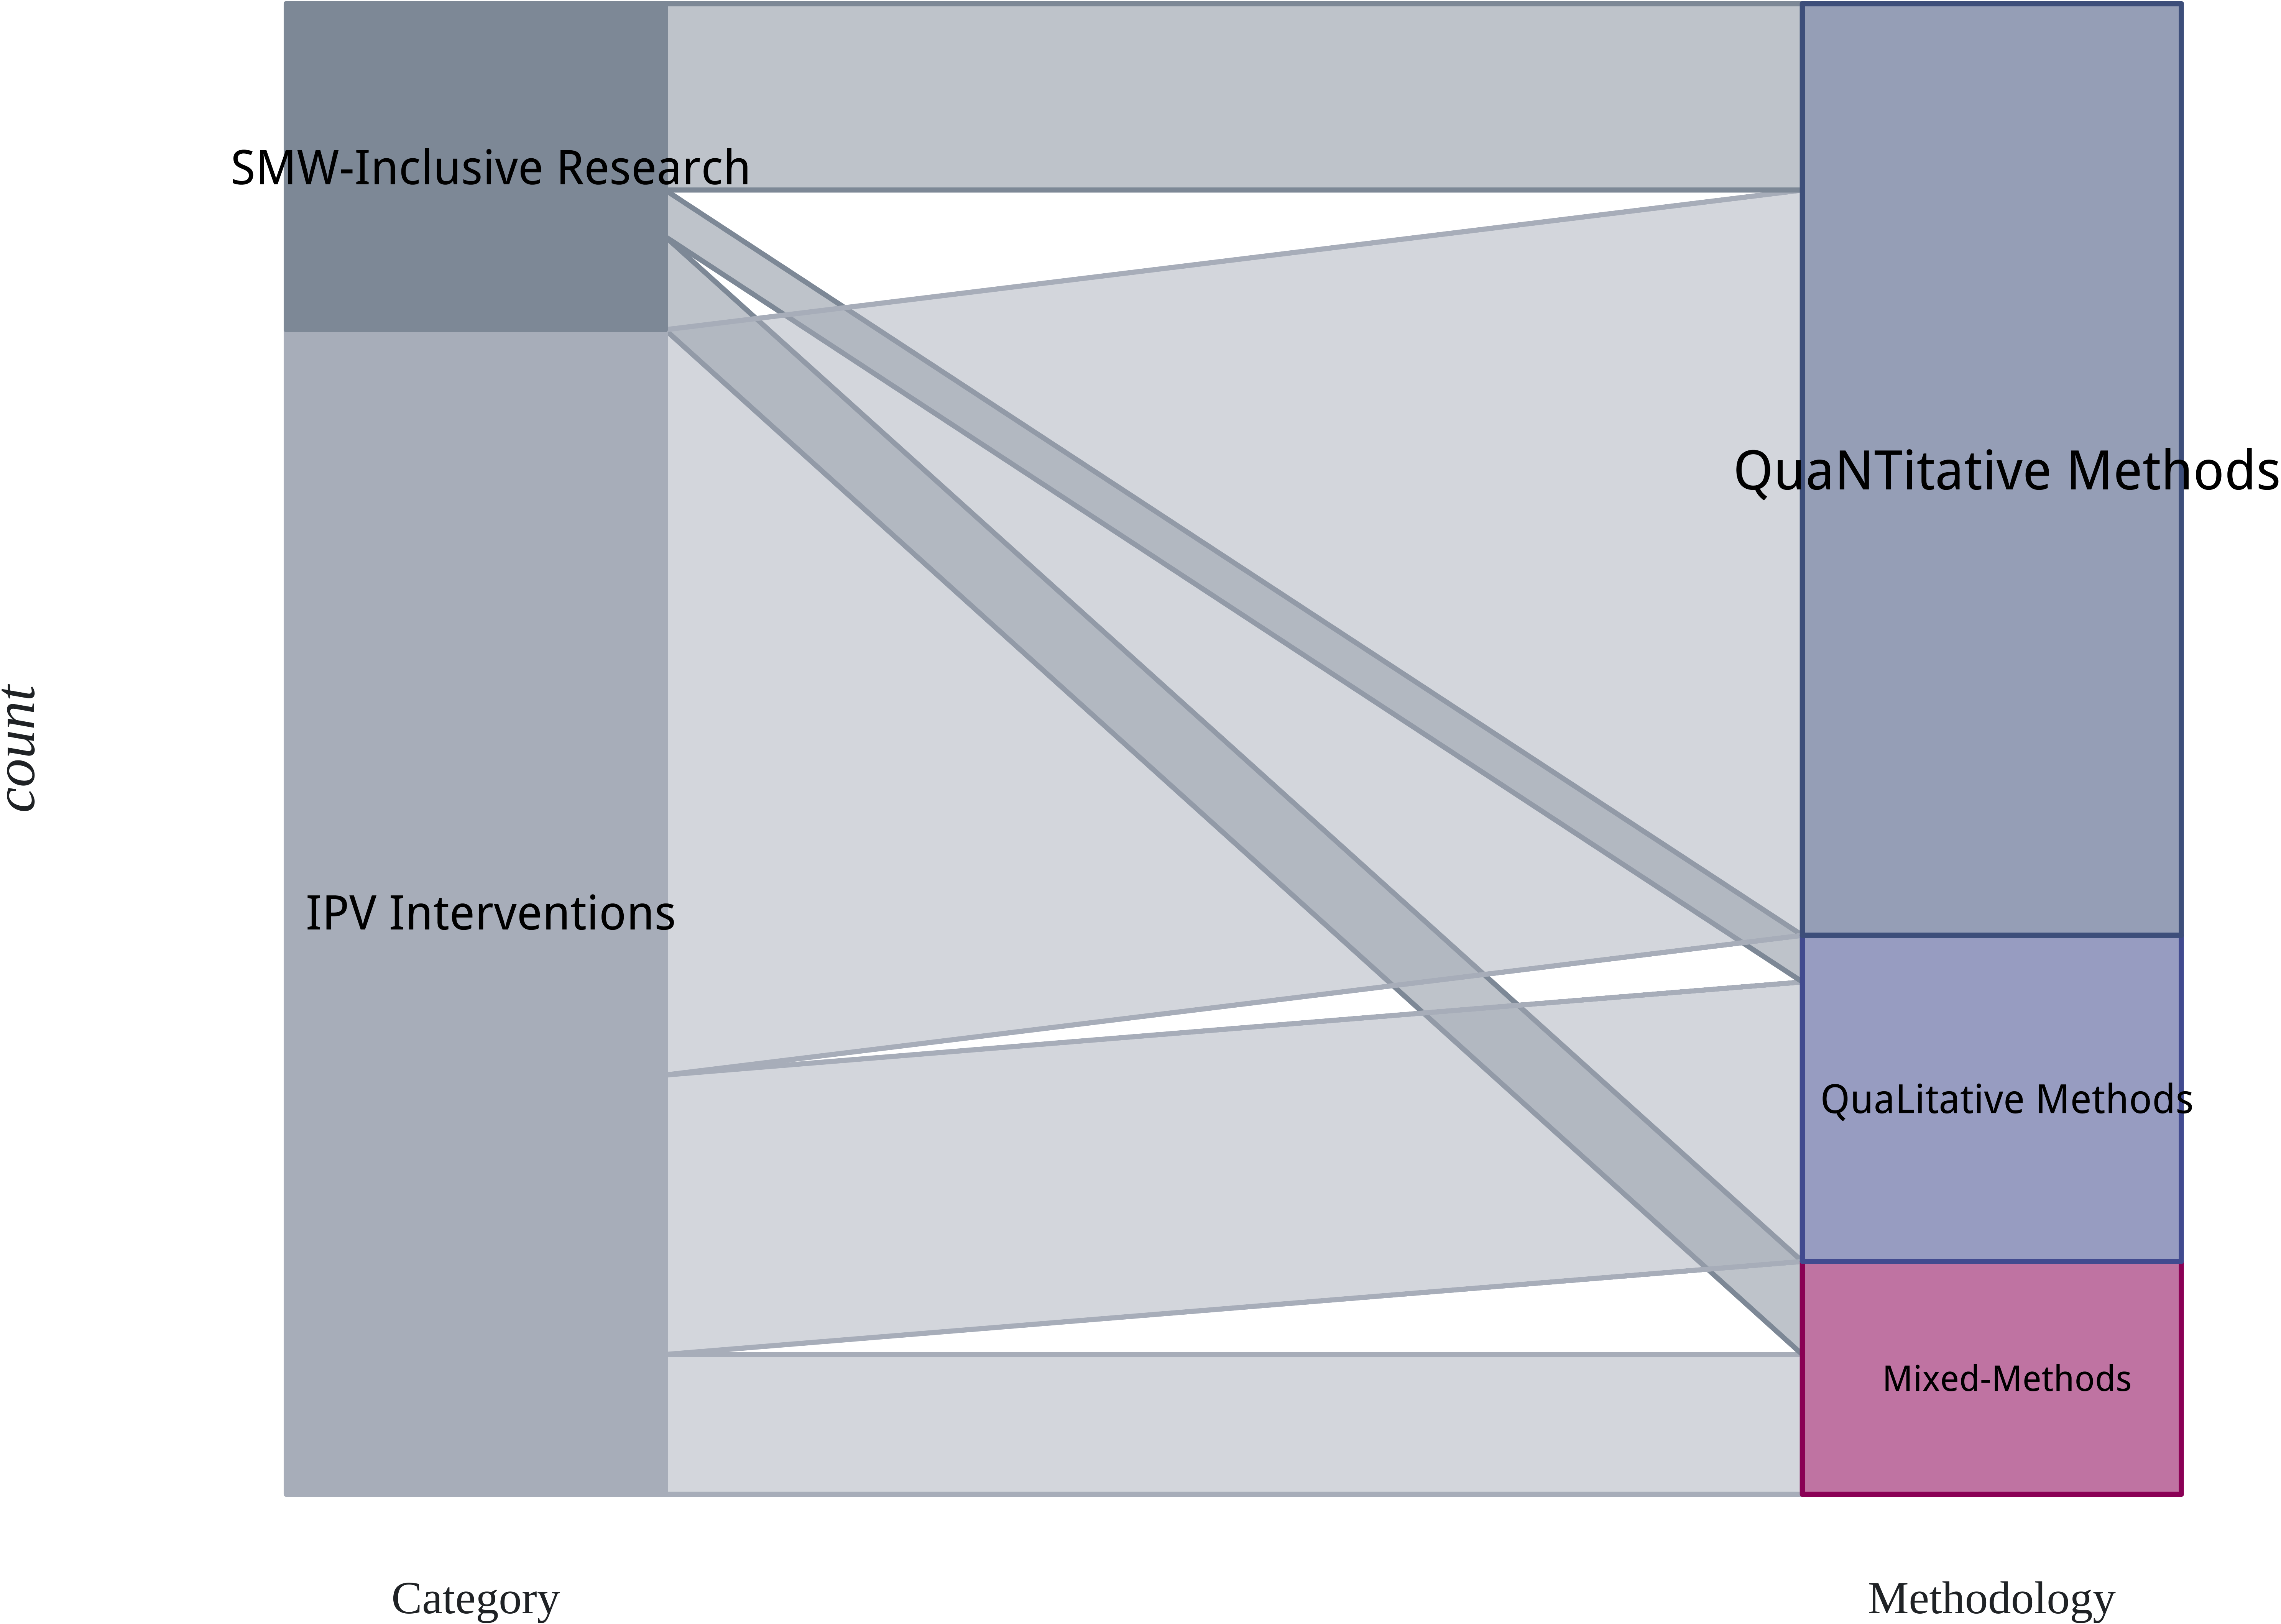 SMW-Inclusive Research
QuaNTitative Methods
count
IPV Interventions
QuaLitative Methods
Mixed-Methods
Category
Methodology